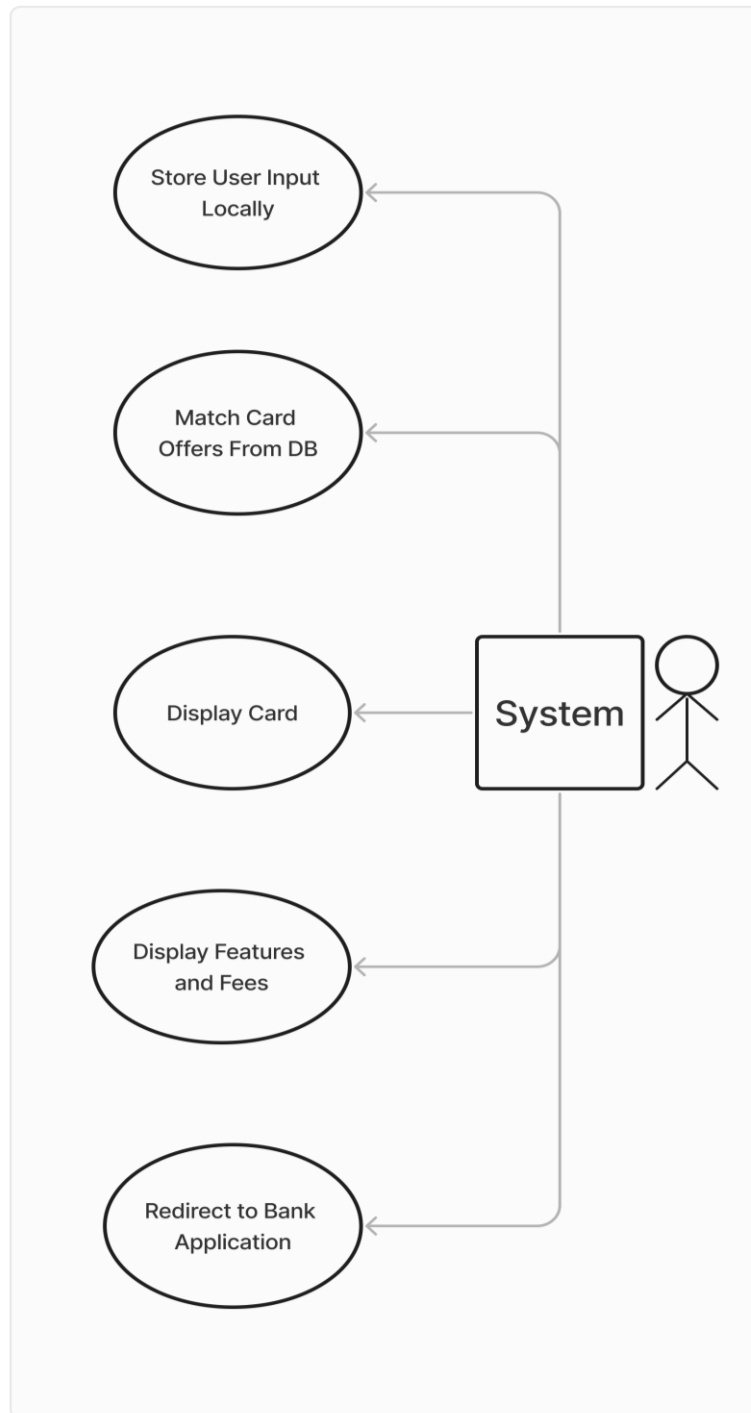 Store User Input
Locally
Match Card
Offers From DB
Display Card
System
Display Features
and Fees
Redirect to Bank
Application